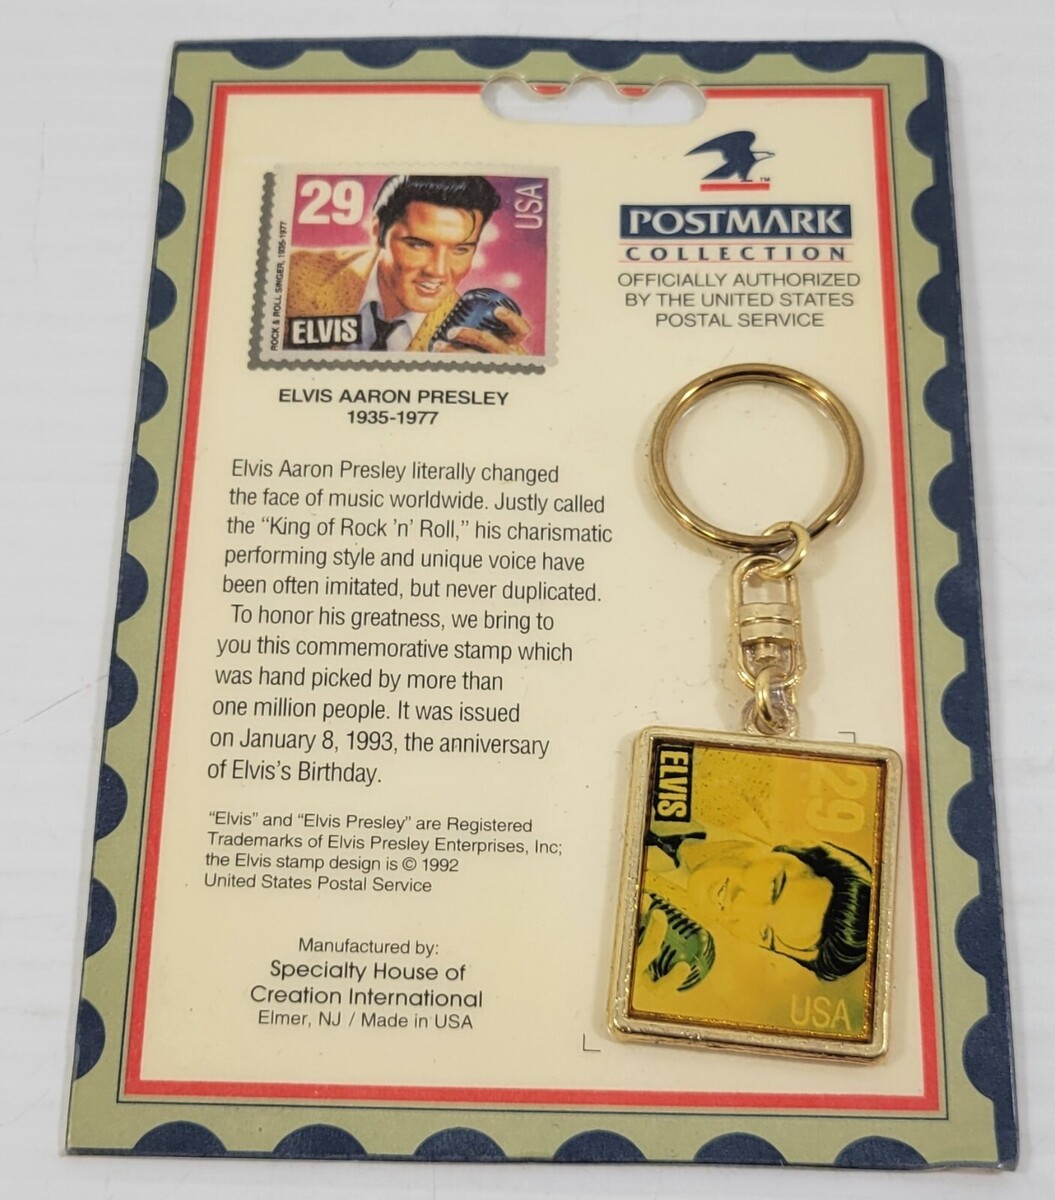 29
USA
ROCK & ROLL SINGER, 1935-1977
ELVIS
ELVIS AARON PRESLEY
1935-1977
Elvis Aaron Presley literally changed
the face of music worldwide. Justly called
the “King of Rock ’n’ Roll,” his charismatic
performing style and unique voice have
been often imitated, but never duplicated.
To honor his greatness, we bring to
you this commemorative stamp which
was hand picked by more than
one million people. It was issued
on January 8, 1993, the anniversary
of Elvis’s Birthday.
“Elvis” and “Elvis Presley” are Registered
Trademarks of Elvis Presley Enterprises, Inc;
the Elvis stamp design is © 1992
United States Postal Service
Manufactured by:
Specialty House of
Creation International
Elmer, NJ / Made in USA
TM
POSTMARK
COLLECTION
OFFICIALLY AUTHORIZED
BY THE UNITED STATES
POSTAL SERVICE
ELVIS
29
USA